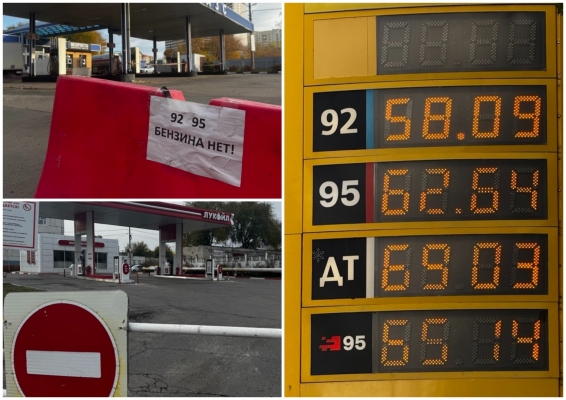 92 95
БЕНЗИНА НЕТ!
ЛУКОЙЛ
92 58.09
95 62.64
ДТ 69 03
95 65 14